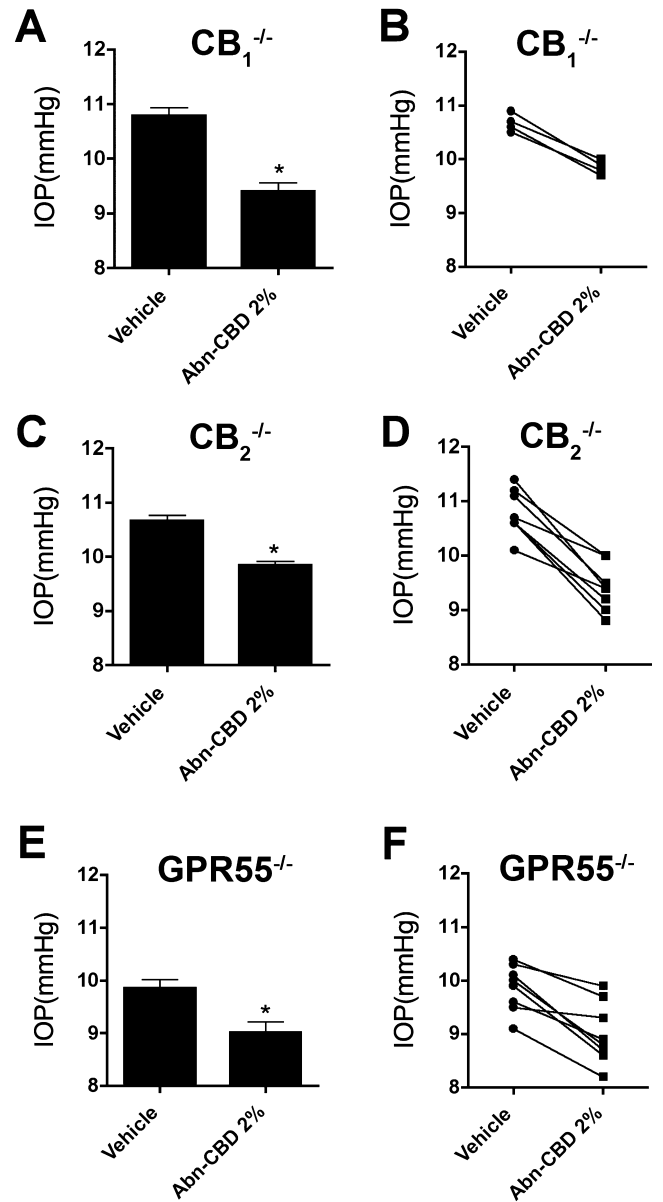 A
CB1-/-
IOP(mmHg)
12
11
10
9
8
*
Vehicle
Abn-CBD 2%
B
CB1-/-
IOP(mmHg)
12
11
10
9
8
Vehicle
Abn-CBD 2%
C
CB2-/-
IOP(mmHg)
12
11
10
9
8
*
Vehicle
Abn-CBD 2%
D
CB2-/-
IOP(mmHg)
12
11
10
9
8
Vehicle
Abn-CBD 2%
E
GPR55-/-
IOP(mmHg)
12
11
10
9
8
*
Vehicle
Abn-CBD 2%
F
GPR55-/-
IOP(mmHg)
12
11
10
9
8
Vehicle
Abn-CBD 2%